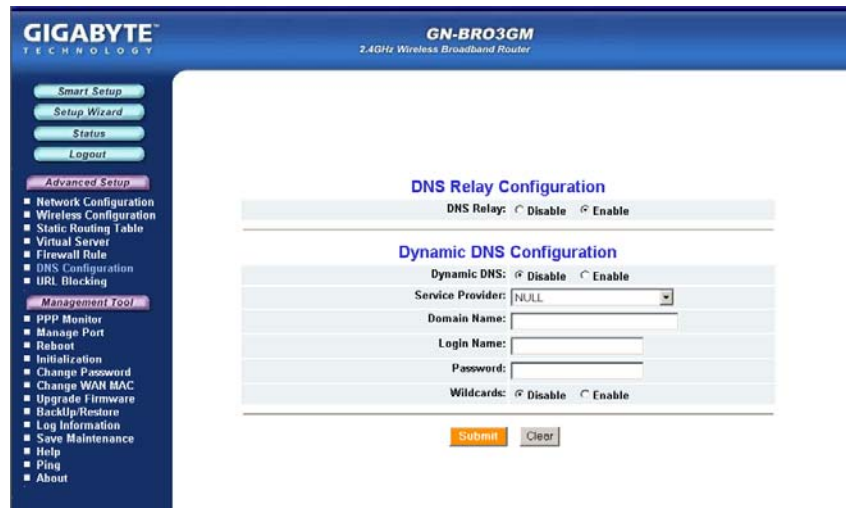 GIGABYTE™
TECHNOLOGY
GN-BRO3GM
2.4GHz Wireless Broadband Router
Smart Setup
Setup Wizard
Status
Logout
Advanced Setup
Network Configuration
Wireless Configuration
Static Routing Table
Virtual Server
Firewall Rule
DNS Configuration
URL Blocking
Management Tool
PPP Monitor
Manage Port
Reboot
Initialization
Change Password
Change WAN MAC
Upgrade Firmware
BackUp/Restore
Log Information
Save Maintenance
Help
Ping
About
DNS Relay Configuration
DNS Relay: Disable Enable
Dynamic DNS Configuration
Dynamic DNS: Disable Enable
Service Provider: NULL
Domain Name:
Login Name:
Password:
Wildcards: Disable Enable
Submit Clear